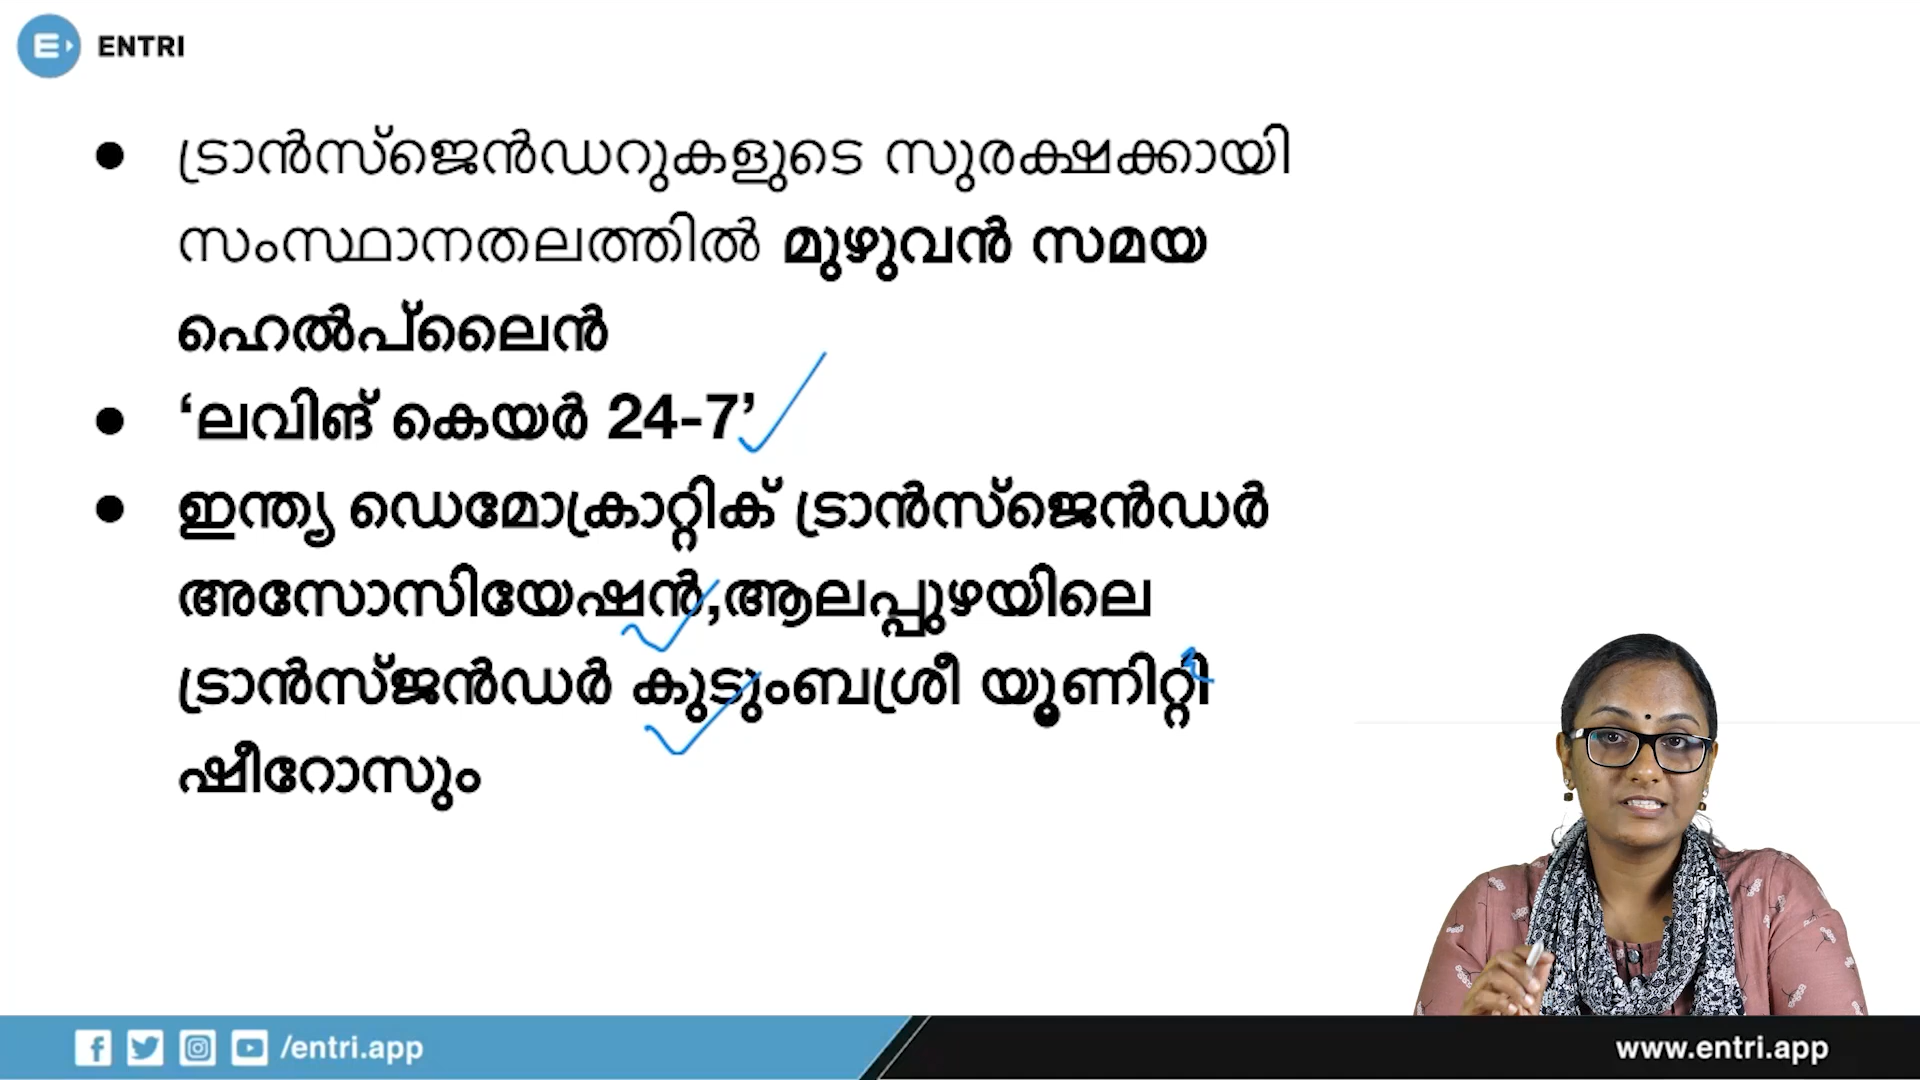 ENTRI
ട്രാൻസ്ജെൻഡറുകളുടെ സുരക്ഷക്കായി
സംസ്ഥാനതലത്തിൽ മുഴുവൻ സമയ
ഹെൽപ്‌ലൈൻ
‘ലവിങ് കെയർ 24-7’
ഇന്ത്യ ഡെമോക്രാറ്റിക് ട്രാൻസ്ജെൻഡർ
അസോസിയേഷൻ,ആലപ്പുഴയിലെ
ട്രാൻസ്ജൻഡർ കുടുംബശ്രീ യൂണിറ്റി
ഷീറോസും
/entri.app
www.entri.app